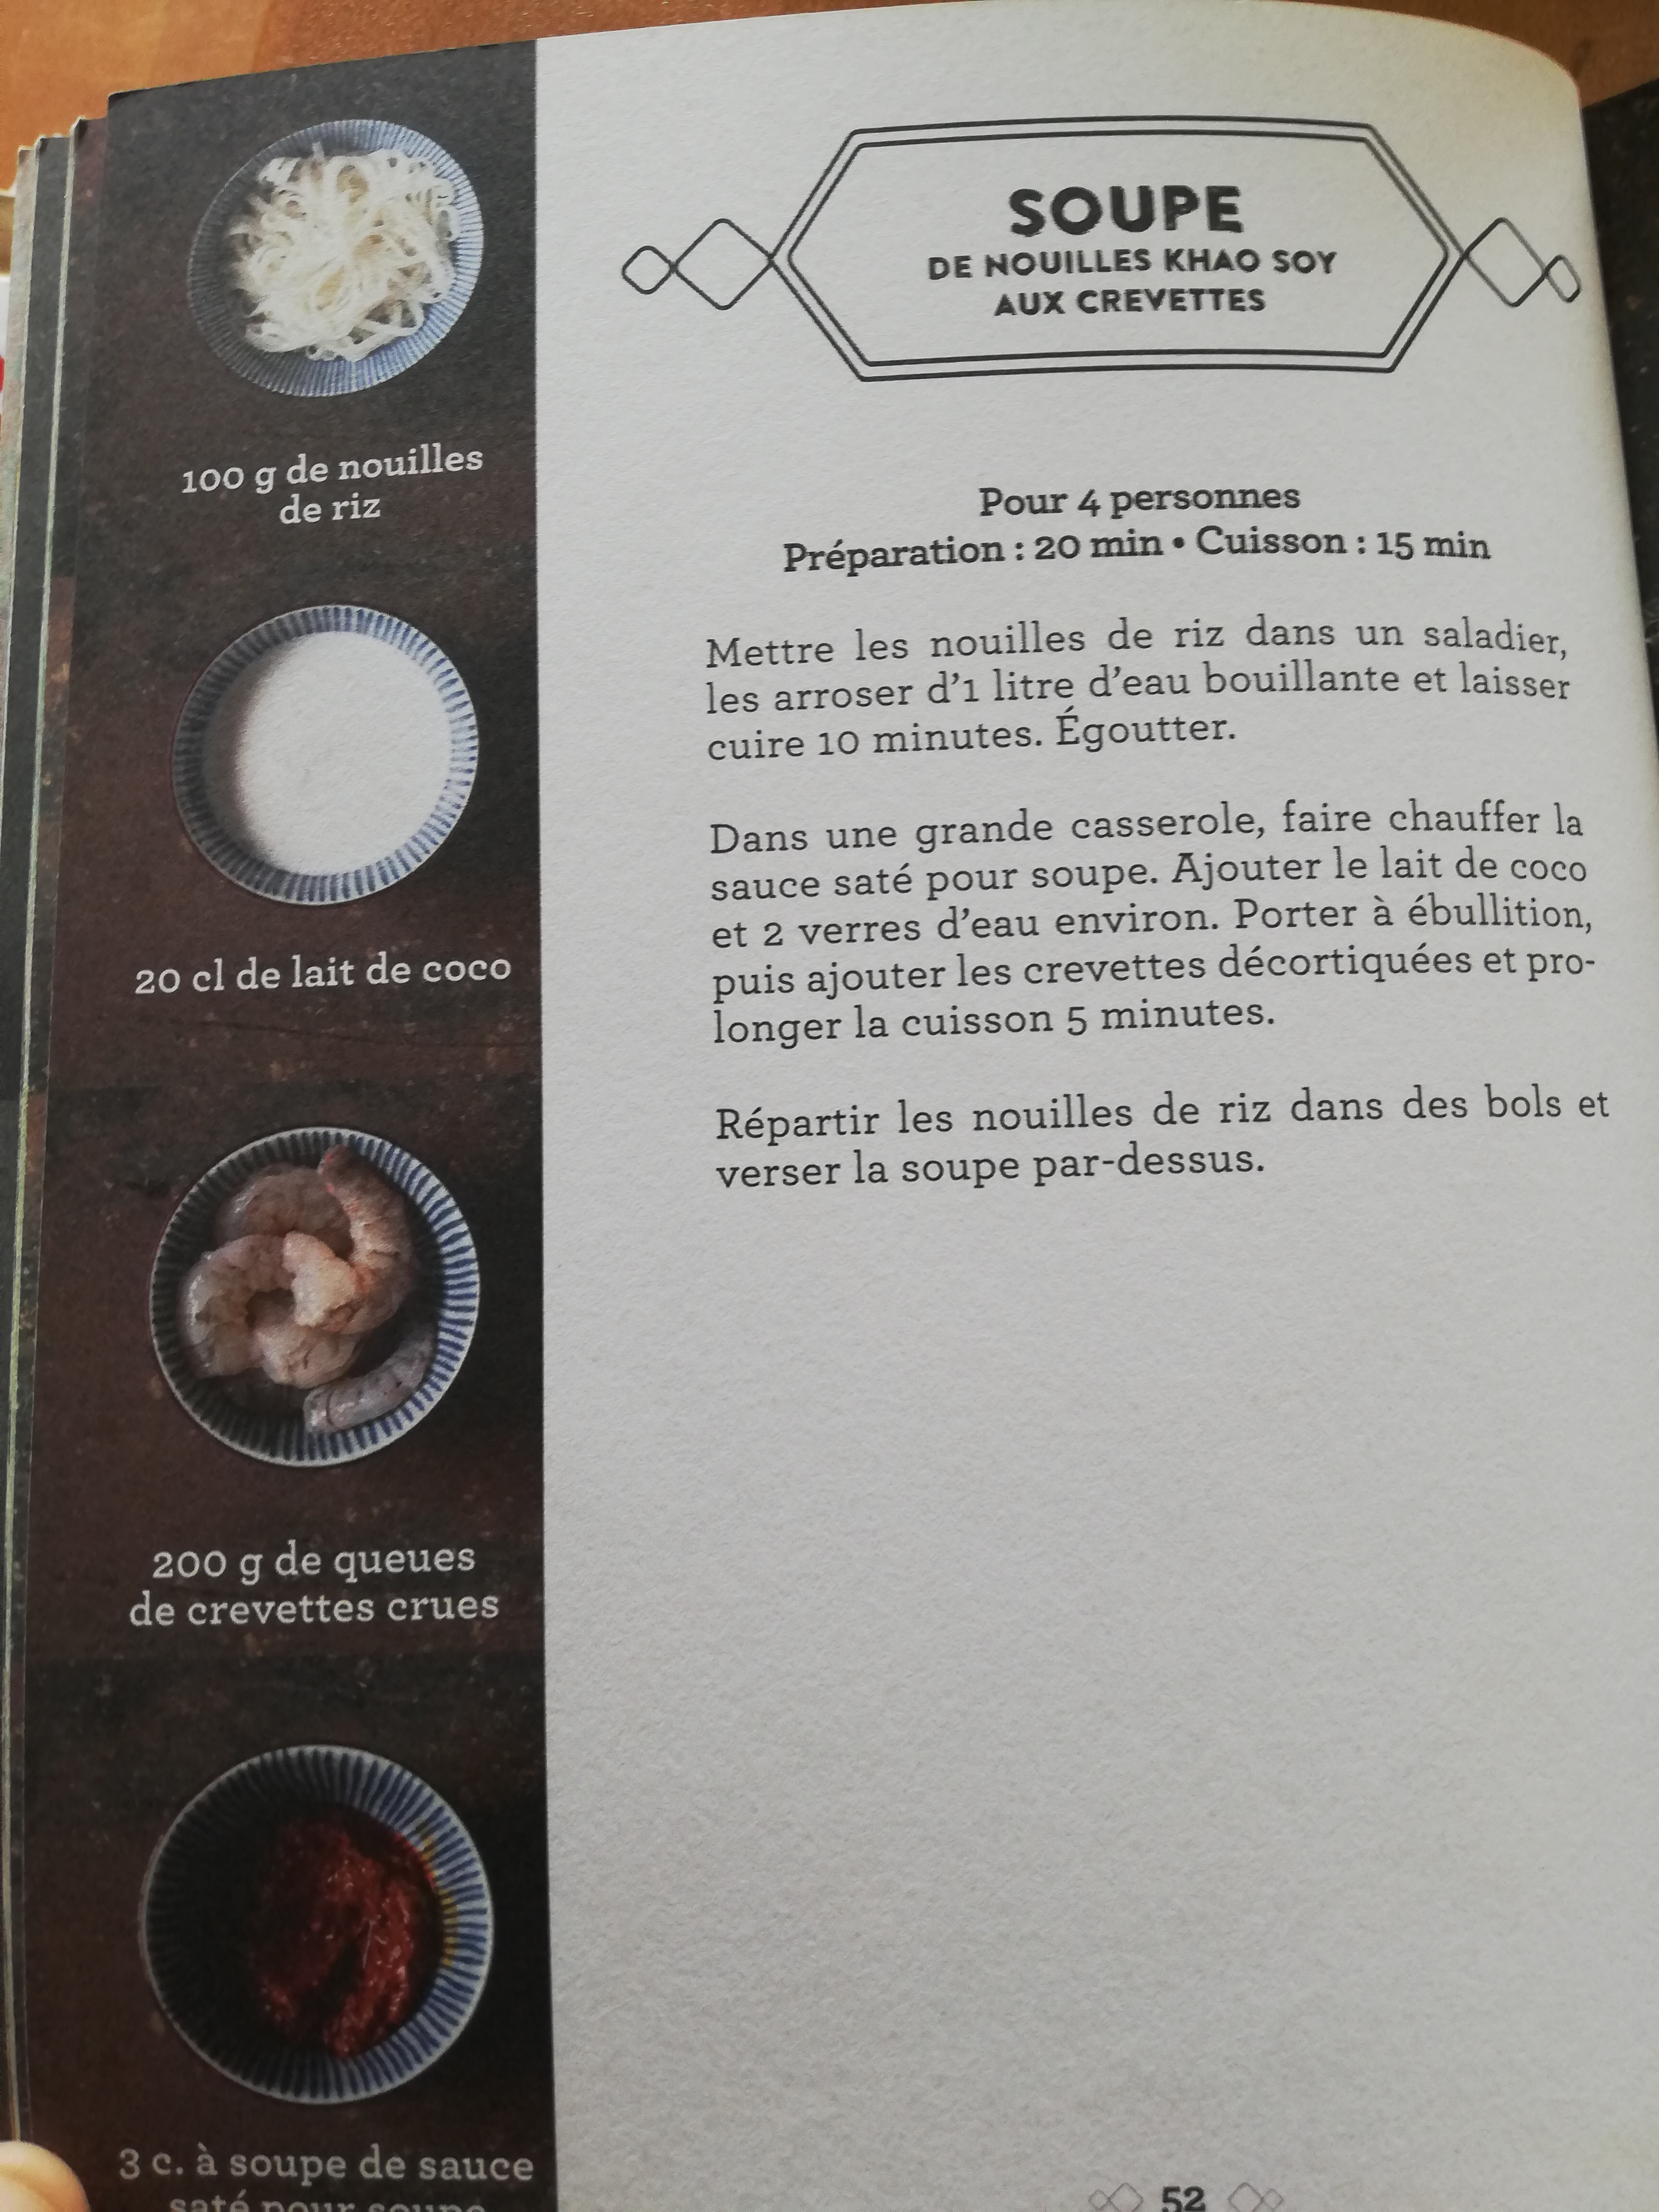 100 g de nouilles
de riz
20 cl de lait de coco
200 g de queues
de crevettes crues
3 c. à soupe de sauce
saté pour soupe
SOUPE
DE NOUILLES KHAO SOY
AUX CREVETTES
Pour 4 personnes
Préparation : 20 min • Cuisson : 15 min
Mettre les nouilles de riz dans un saladier,
les arroser d'1 litre d'eau bouillante et laisser
cuire 10 minutes. Égoutter.
Dans une grande casserole, faire chauffer la
sauce saté pour soupe. Ajouter le lait de coco
et 2 verres d'eau environ. Porter à ébullition,
puis ajouter les crevettes décortiquées et pro-
longer la cuisson 5 minutes.
Répartir les nouilles de riz dans des bols et
verser la soupe par-dessus.
52